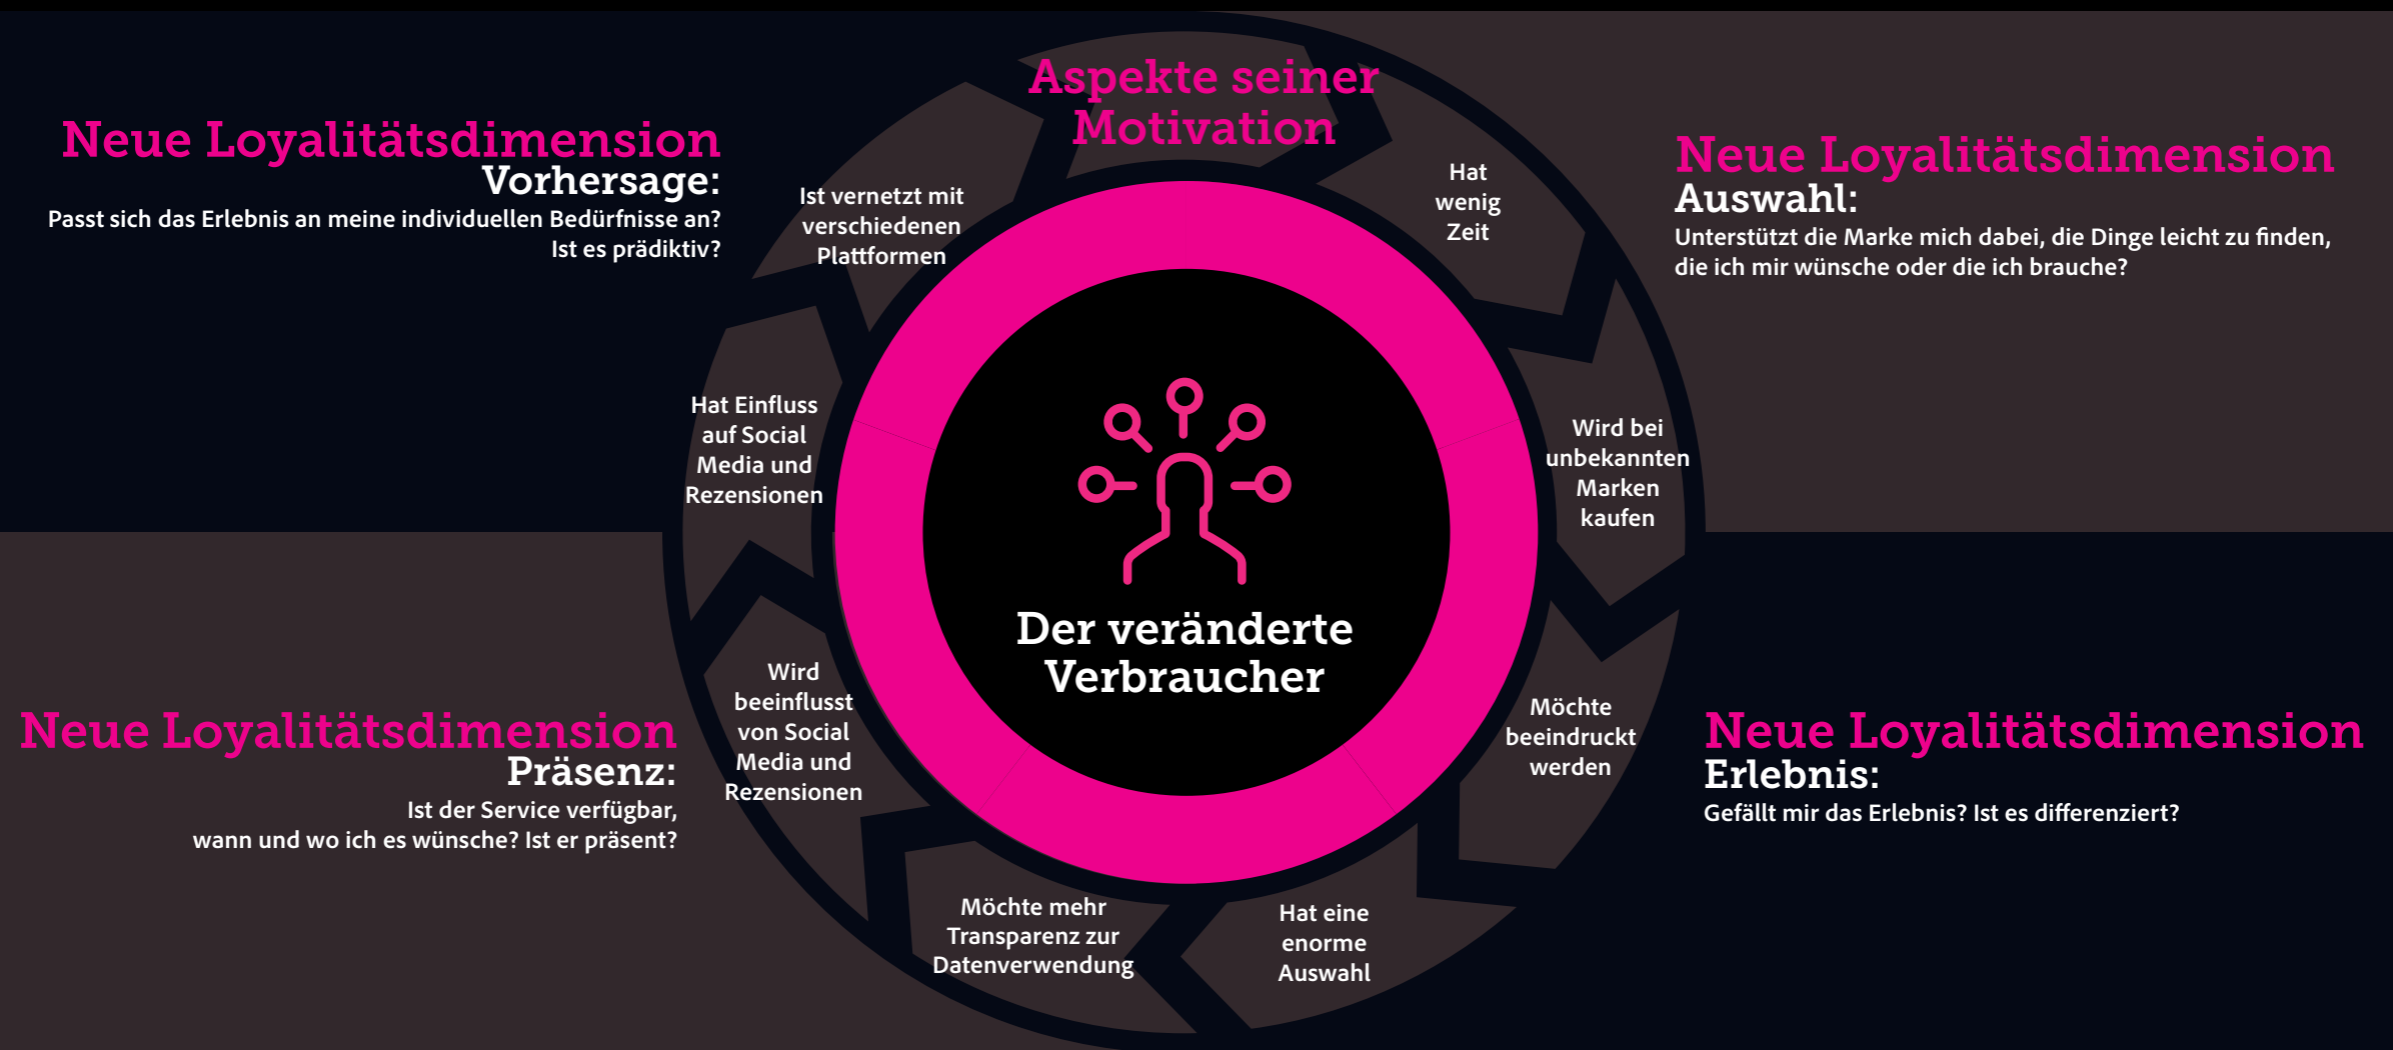 Aspekte seiner
Motivation
Neue Loyalitätsdimension
Vorhersage:
Passt sich das Erlebnis an meine individuellen Bedürfnisse an?
Ist es prädiktiv?
Neue Loyalitätsdimension
Auswahl:
Unterstützt die Marke mich dabei, die Dinge leicht zu finden,
die ich mir wünsche oder die ich brauche?
Hat
wenig
Zeit
Wird bei
unbekannten
Marken
kaufen
Möchte
beeindruckt
werden
Hat eine
enorme
Auswahl
Möchte mehr
Transparenz zur
Datenverwendung
Wird
beeinflusst
von Social
Media und
Rezensionen
Hat Einfluss
auf Social
Media und
Rezensionen
Ist vernetzt mit
verschiedenen
Plattformen
Der veränderte
Verbraucher
Neue Loyalitätsdimension
Präsenz:
Ist der Service verfügbar,
wann und wo ich es wünsche? Ist er präsent?
Neue Loyalitätsdimension
Erlebnis:
Gefällt mir das Erlebnis? Ist es differenziert?